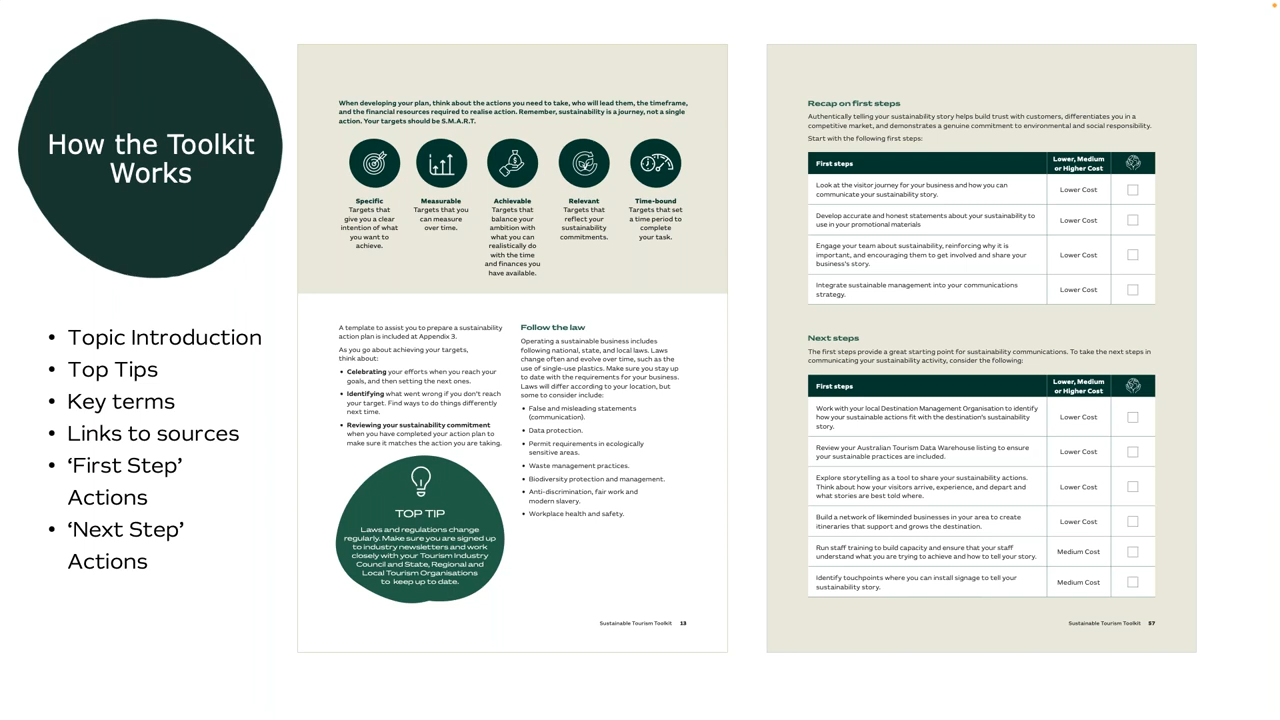 How the Toolkit
Works
• Topic Introduction
• Top Tips
• Key terms
• Links to sources
• ‘First Step’
Actions
• ‘Next Step’
Actions
When developing your plan, think about the actions you need to take, who will lead them, the timeframe,
and the financial resources required to realise action. Remember, sustainability is a journey, not a single
action. Your targets should be S.M.A.R.T.
Specific
Targets that
give you a clear
intention of what
you want to
achieve.
Measurable
Targets that you
can measure
over time.
Achievable
Targets that
balance your
ambition with
what you can
realistically do
with the time
and finances you
have available.
Relevant
Targets that
reflect your
sustainability
commitments.
Time-bound
Targets that set
a time period to
complete
your task.
A template to assist you to prepare a sustainability
action plan is included at Appendix 3.
As you go about achieving your targets,
think about:
• Celebrating your efforts when you reach your
goals, and then setting the next ones.
• Identifying what went wrong if you don’t reach
your target. Find ways to do things differently
next time.
• Reviewing your sustainability commitment
when you have completed your action plan to
make sure it matches the action you are taking.
TOP TIP
Laws and regulations change
regularly. Make sure you are signed up
to industry newsletters and work
closely with your Tourism Industry
Council and State, Regional and
Local Tourism Organisations
to keep up to date.
Follow the law
Operating a sustainable business includes
following national, state, and local laws. Laws
change often and evolve over time, such as the
use of single-use plastics. Make sure you stay up
to date with the requirements for your business.
Laws will differ according to your location, but
some to consider include:
• False and misleading statements
(communication).
• Data protection.
• Permit requirements in ecologically
sensitive areas.
• Waste management practices.
• Biodiversity protection and management.
• Anti-discrimination, fair work and
modern slavery.
• Workplace health and safety.
Sustainable Tourism Toolkit 13
Recap on first steps
Authentically telling your sustainability story helps build trust with customers, differentiates you in a
competitive market, and demonstrates a genuine commitment to environmental and social responsibility.
Start with the following first steps:
First steps
Lower, Medium
or Higher Cost
Look at the visitor journey for your business and how you can
communicate your sustainability story.
Lower Cost
Develop accurate and honest statements about your sustainability to
use in your promotional materials
Lower Cost
Engage your team about sustainability, reinforcing why it is
important, and encouraging them to get involved and share your
business’s story.
Lower Cost
Integrate sustainable management into your communications
strategy.
Lower Cost
Next steps
The first steps provide a great starting point for sustainability communications. To take the next steps in
communicating your sustainability activity, consider the following:
First steps
Lower, Medium
or Higher Cost
Work with your local Destination Management Organisation to identify
how your sustainable actions fit with the destination’s sustainability
story.
Lower Cost
Review your Australian Tourism Data Warehouse listing to ensure
your sustainable practices are included.
Lower Cost
Explore storytelling as a tool to share your sustainability actions.
Think about how your visitors arrive, experience, and depart and
what stories are best told where.
Lower Cost
Build a network of likeminded businesses in your area to create
itineraries that support and grows the destination.
Lower Cost
Run staff training to build capacity and ensure that your staff
understand what you are trying to achieve and how to tell your story.
Medium Cost
Identify touchpoints where you can install signage to tell your
sustainability story.
Medium Cost
Sustainable Tourism Toolkit 57